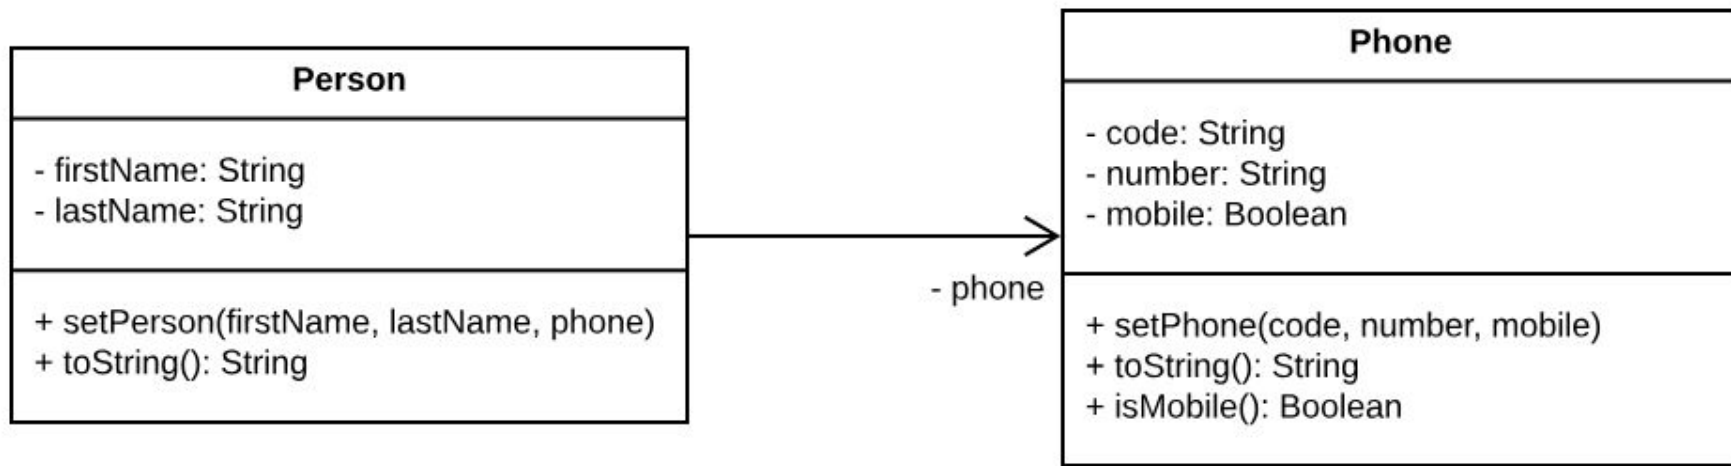 Person
- firstName: String
- lastName: String
+ setPerson(firstName, lastName, phone)
+ toString(): String
- phone
Phone
- code: String
- number: String
- mobile: Boolean
+ setPhone(code, number, mobile)
+ toString(): String
+ isMobile(): Boolean